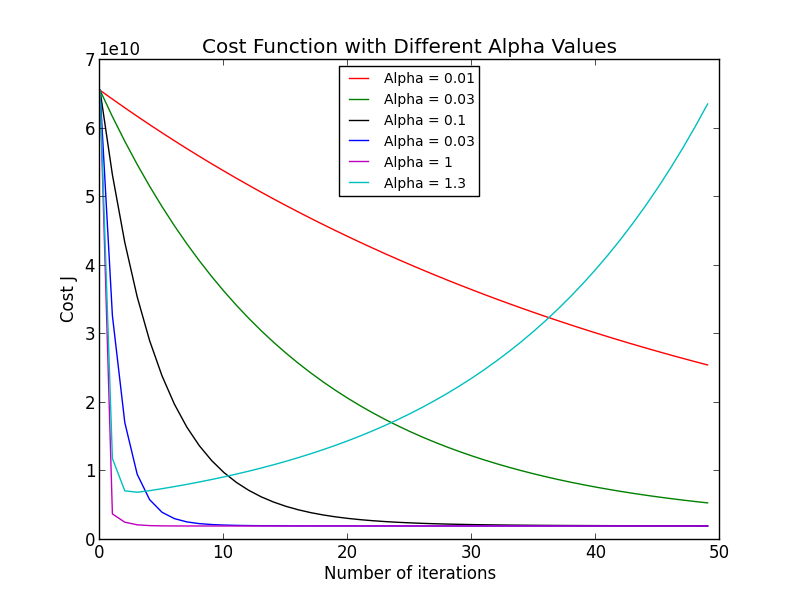 Cost Function with Different Alpha Values
1e10
7
6
5
4
3
2
1
0
Cost J
Alpha = 0.01
Alpha = 0.03
Alpha = 0.1
Alpha = 0.03
Alpha = 1
Alpha = 1.3
0 10 20 30 40 50
Number of iterations